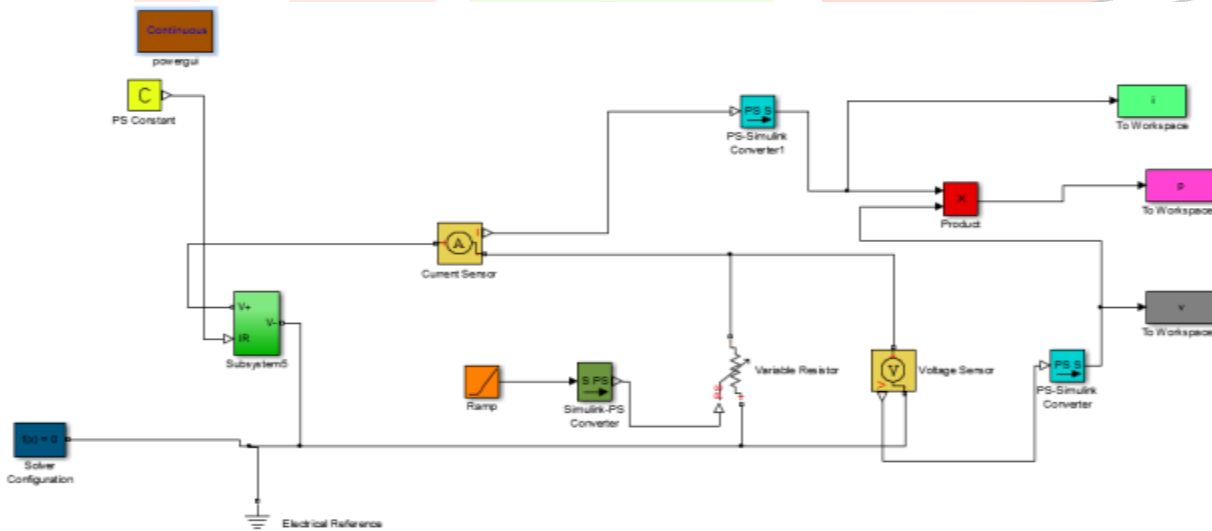 Continuous
powergui
C
PS Constant
PS S
PS-Simulink
Converter1
i
To Workspace
p
To Workspace
×
Product
A
I
Current Sensor
V+
V-
IR
Subsystem5
v
To Workspace
Ramp
S PS
Simulink-PS
Converter
PS
Variable Resistor
V
V
Voltage Sensor
PS S
PS-Simulink
Converter
f(x) = 0
Solver
Configuration
Electrical Reference